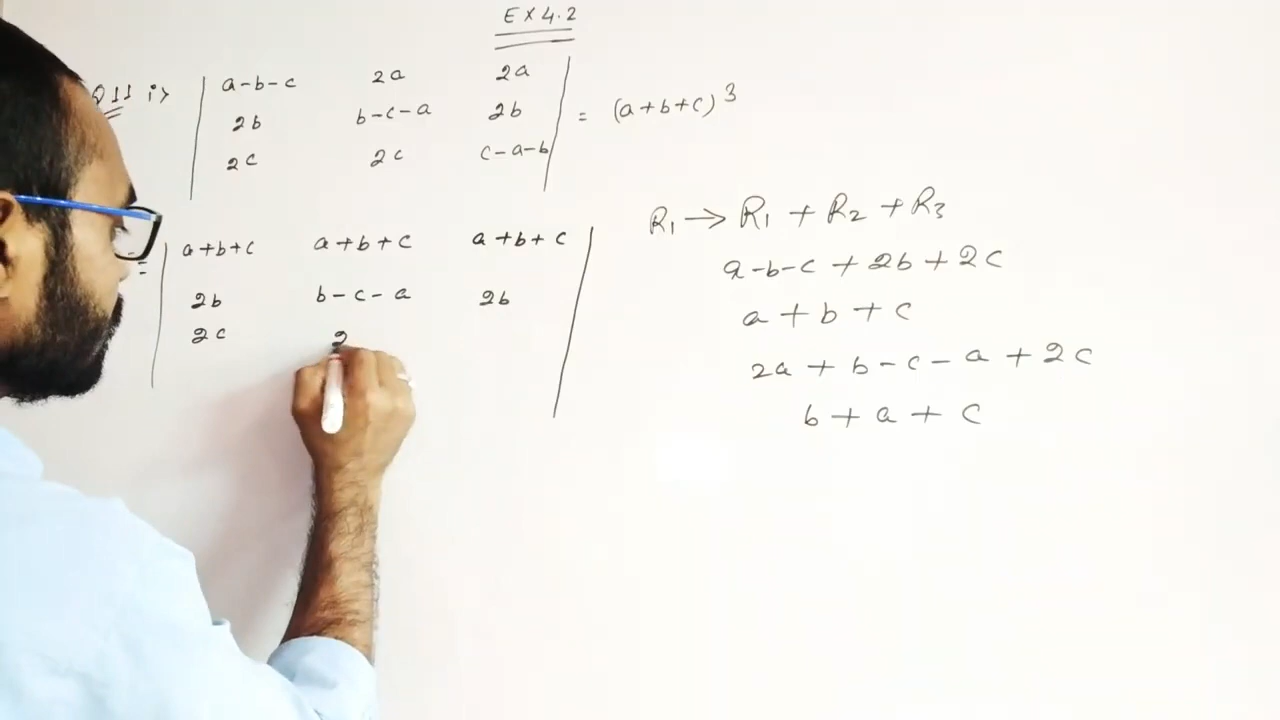 EX 4.2
Q11 i>
a-b-c 2a 2a
2b b-c-a 2b = (a+b+c)³
2c 2c c-a-b
R₁ → R₁ + R₂ + R₃
= a+b+c a+b+c a+b+c
a-b-c + 2b + 2c
2b b-c-a 2b
a + b + c
2c 2
2a + b - c - a + 2c
b + a + c